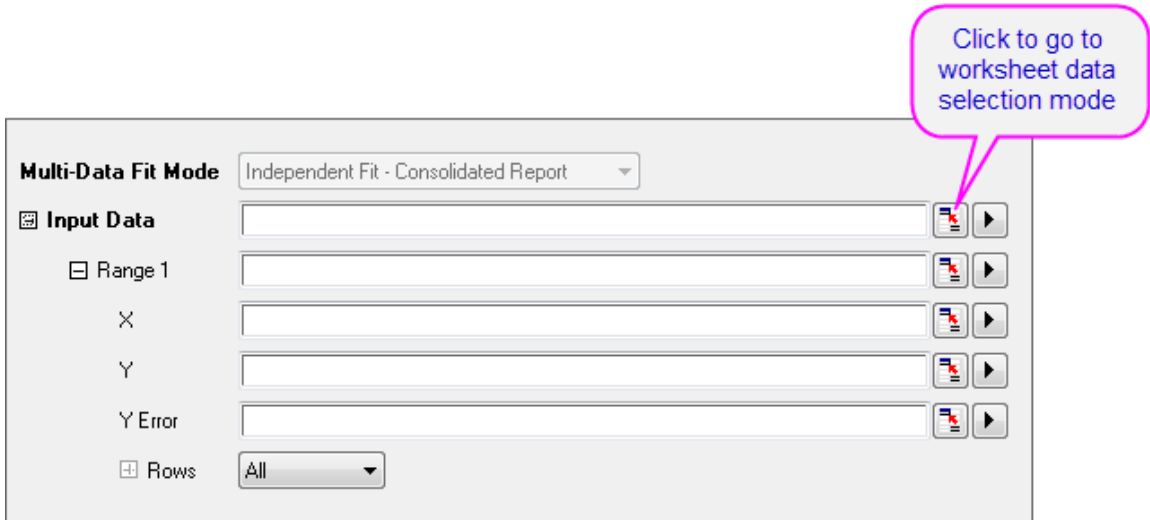 Click to go to
worksheet data
selection mode
Multi-Data Fit Mode Independent Fit - Consolidated Report
Input Data
Range 1
X
Y
Y Error
Rows All